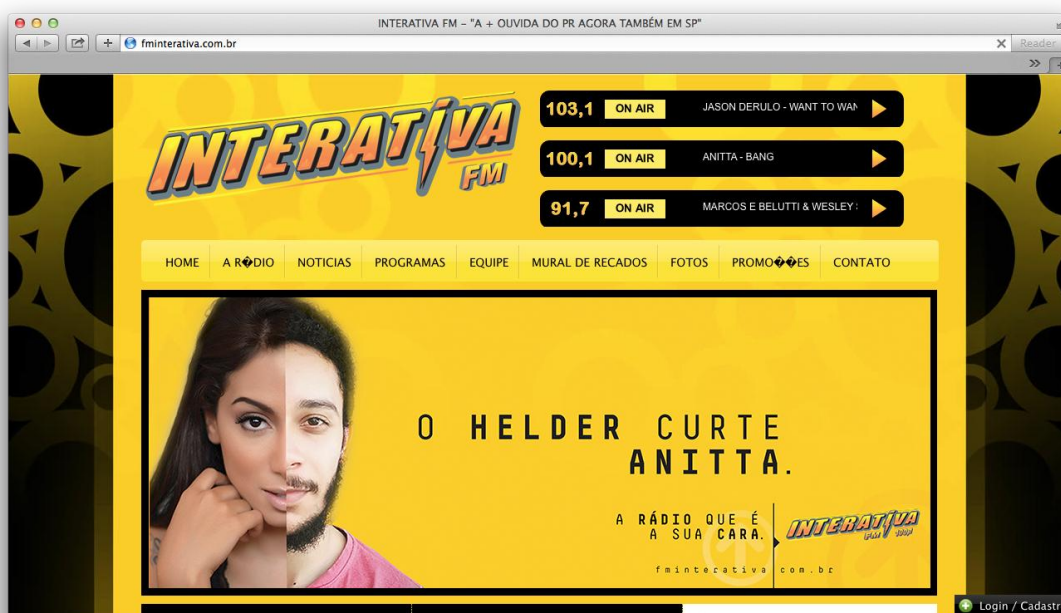 INTERATIVA FM – "A + OUVIDA DO PR AGORA TAMBÉM EM SP"
fminterativa.com.br
Reader
INTERATIVA
FM
103,1 ON AIR JASON DERULO - WANT TO WAN
100,1 ON AIR ANITTA - BANG
91,7 ON AIR MARCOS E BELUTTI & WESLEY
HOME A R�DIO NOTICIAS PROGRAMAS EQUIPE MURAL DE RECADOS FOTOS PROMO��ES CONTATO
O HELDER CURTE
ANITTA.
A RÁDIO QUE É
A SUA CARA.
INTERATIVA
FM
fminterativa.com.br
Login / Cadastr